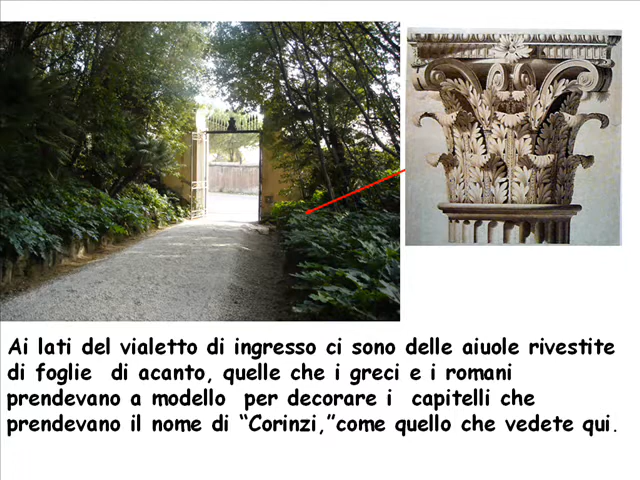 Ai lati del vialetto di ingresso ci sono delle aiuole rivestite
di foglie di acanto, quelle che i greci e i romani
prendevano a modello per decorare i capitelli che
prendevano il nome di “Corinzi,”come quello che vedete qui.